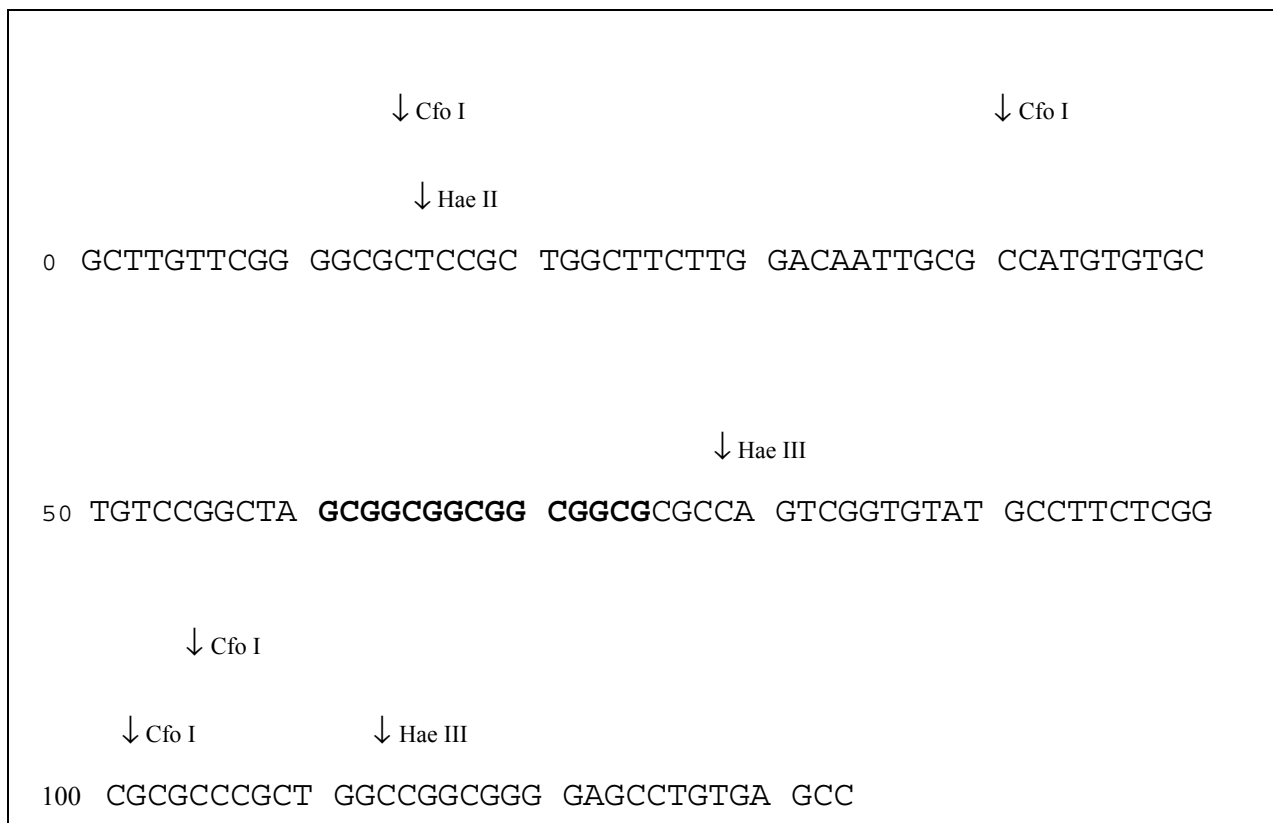 ↓ Cfo I ↓ Cfo I
↓ Hae II
0 GCTTGTTCGG GGCGCTCCGC TGGCTTCTTG GACAATTGCG CCATGTGTGC
↓ Hae III
50 TGTCCGGCTA GCGGCGGCGG CGGCGCGCCA GTCGGTGTAT GCCTTCTCGG
↓ Cfo I
↓ Cfo I ↓ Hae III
100 CGCGCCCGCT GGCCGGCGGG GAGCCTGTGA GCC